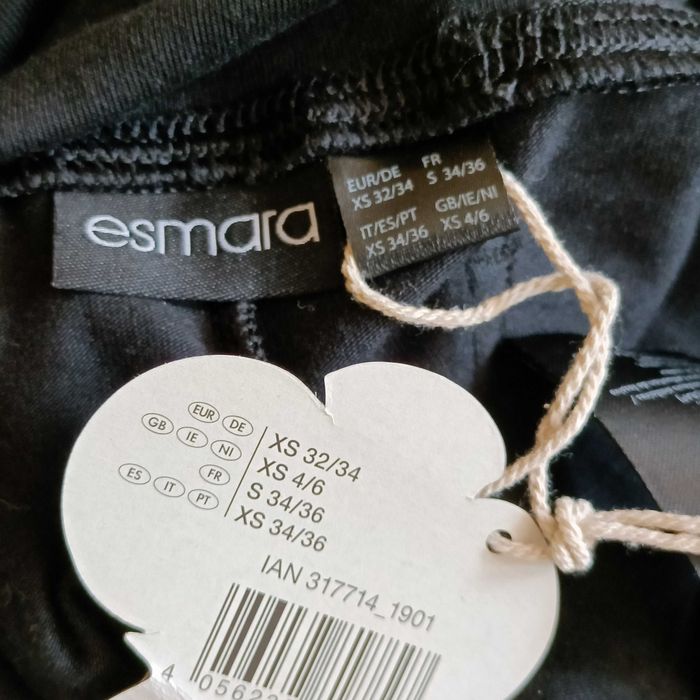 esmara
EUR/DE FR
XS 32/34 S 34/36
IT/ES/PT GB/IE/NI
XS 34/36 XS 4/6
EUR DE XS 32/34
GB IE NI XS 4/6
FR S 34/36
ES IT PT XS 34/36
IAN 317714_1901
4